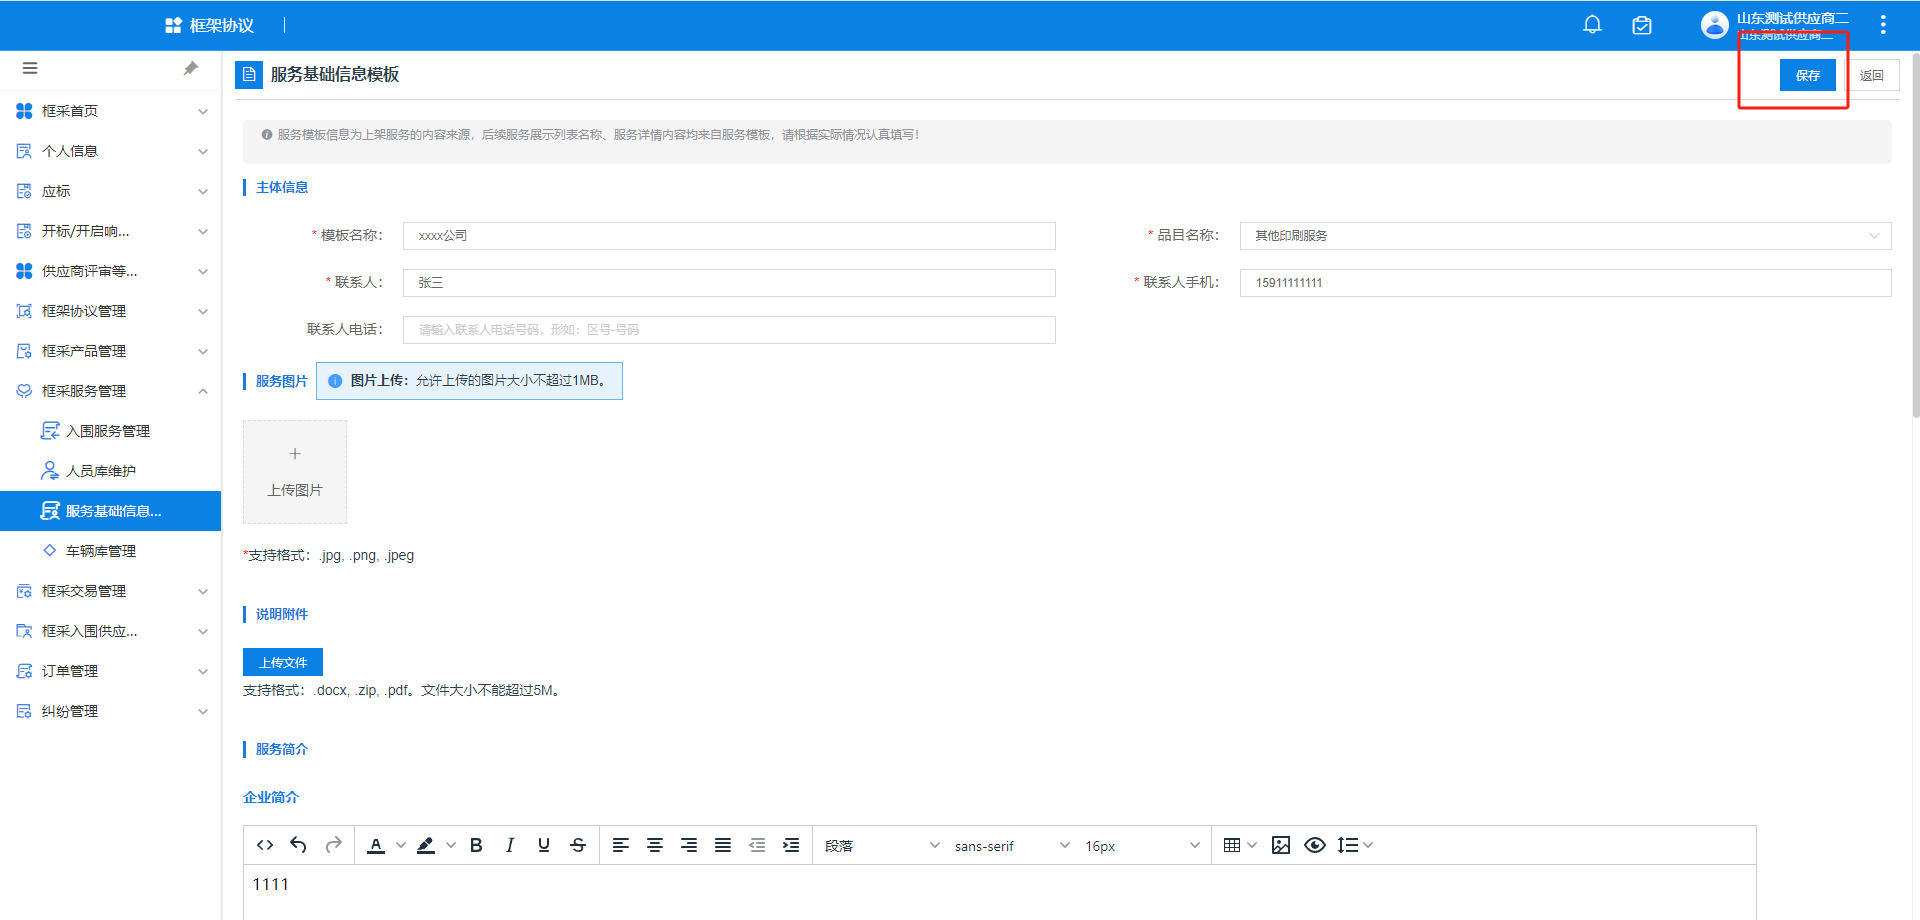 框架协议
山东测试供应商二
山东测试供应商二
服务基础信息模板
保存
返回
框采首页
个人信息
应标
开标/开启响...
供应商评审等...
框架协议管理
框采产品管理
框采服务管理
入围服务管理
人员库维护
服务基础信息...
车辆库管理
框采交易管理
框采入围供应...
订单管理
纠纷管理
服务模板信息为上架服务的内容来源，后续服务展示列表名称、服务详情内容均来自服务模板，请根据实际情况认真填写！
主体信息
* 模板名称： xxxx公司
* 品目名称： 其他印刷服务
* 联系人： 张三
* 联系人手机： 15911111111
联系人电话： 请输入联系人电话号码，形如：区号-号码
服务图片 图片上传：允许上传的图片大小不超过1MB。
+
上传图片
*支持格式：.jpg, .png, .jpeg
说明附件
上传文件
支持格式：.docx, .zip, .pdf。文件大小不能超过5M。
服务简介
企业简介
A B I U S 段落 sans-serif 16px
1111